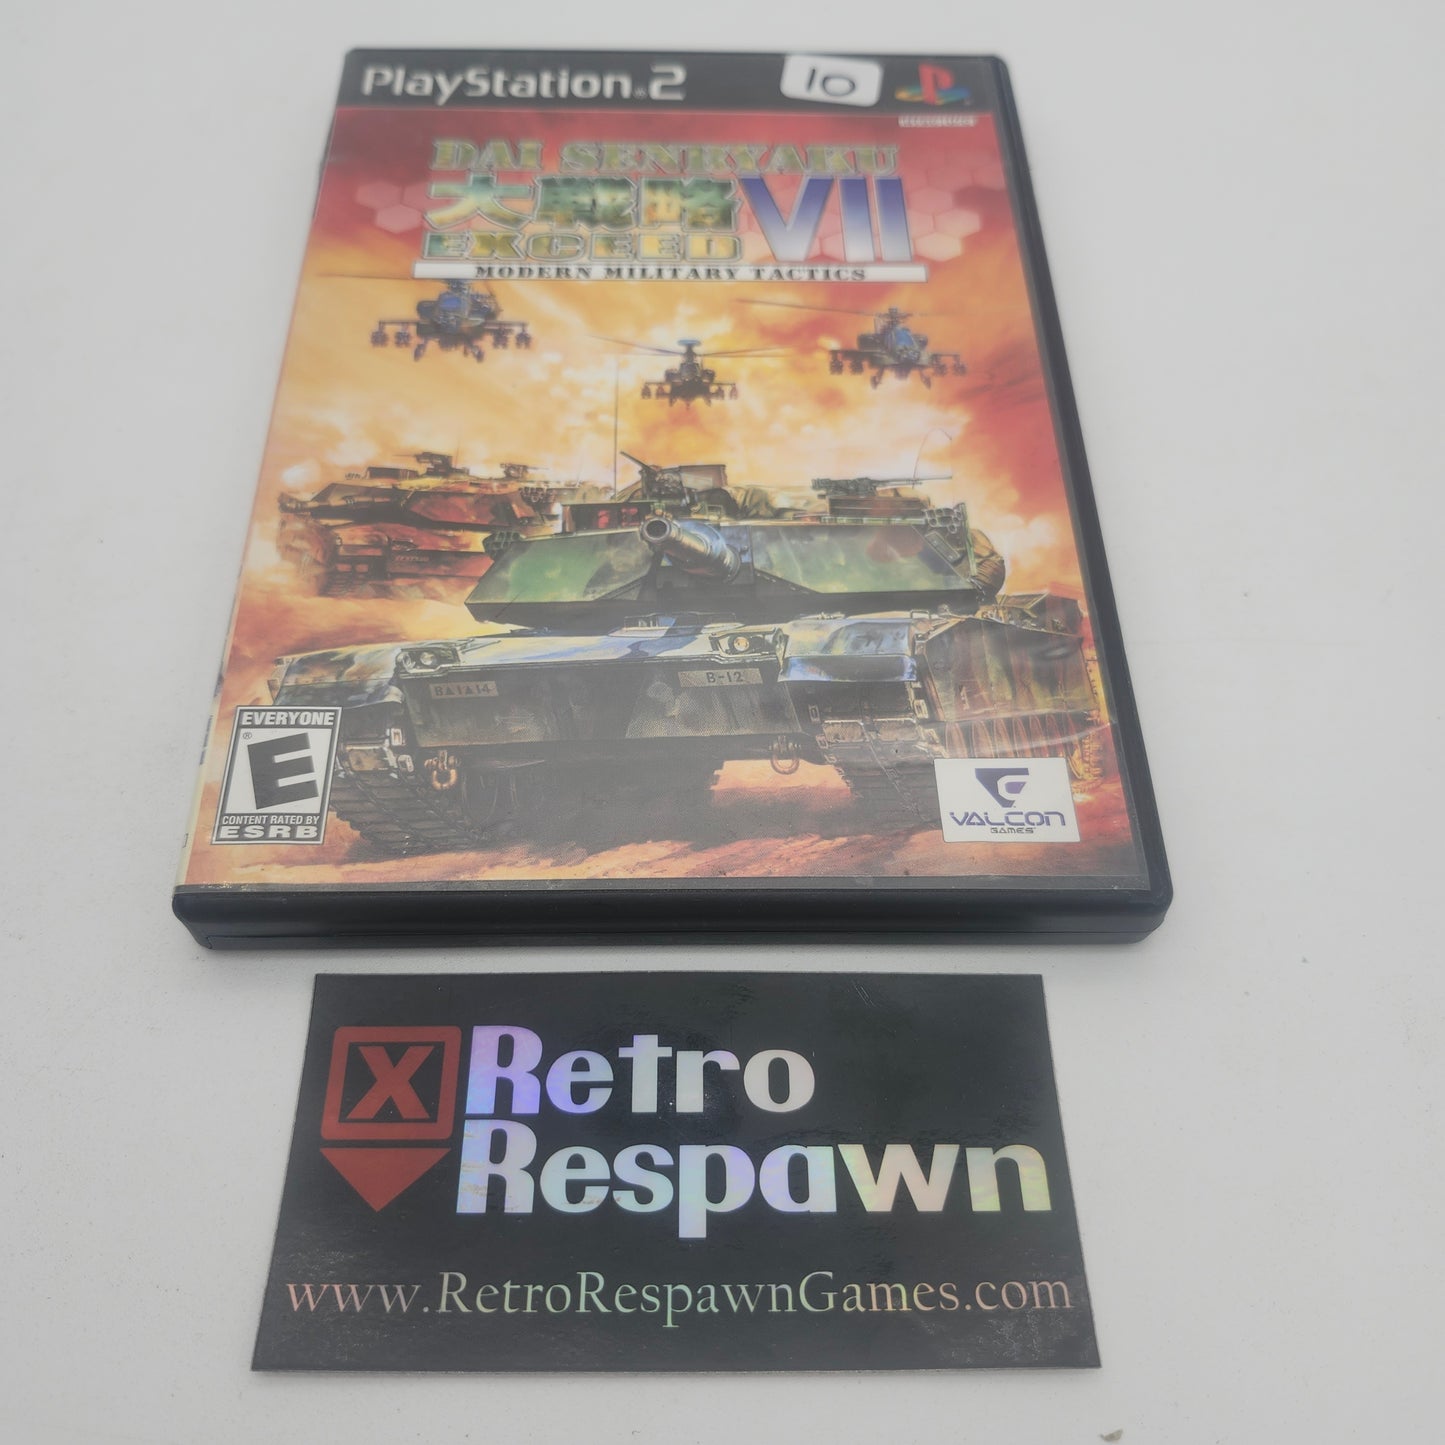 PlayStation®2
10
DAI SENRYAKU
大戦略 VII
EXCEED
MODERN MILITARY TACTICS
BA1A14
B-12
EVERYONE
E
CONTENT RATED BY
ESRB
VALCON
GAMES
X Retro
Respawn
www.RetroRespawnGames.com